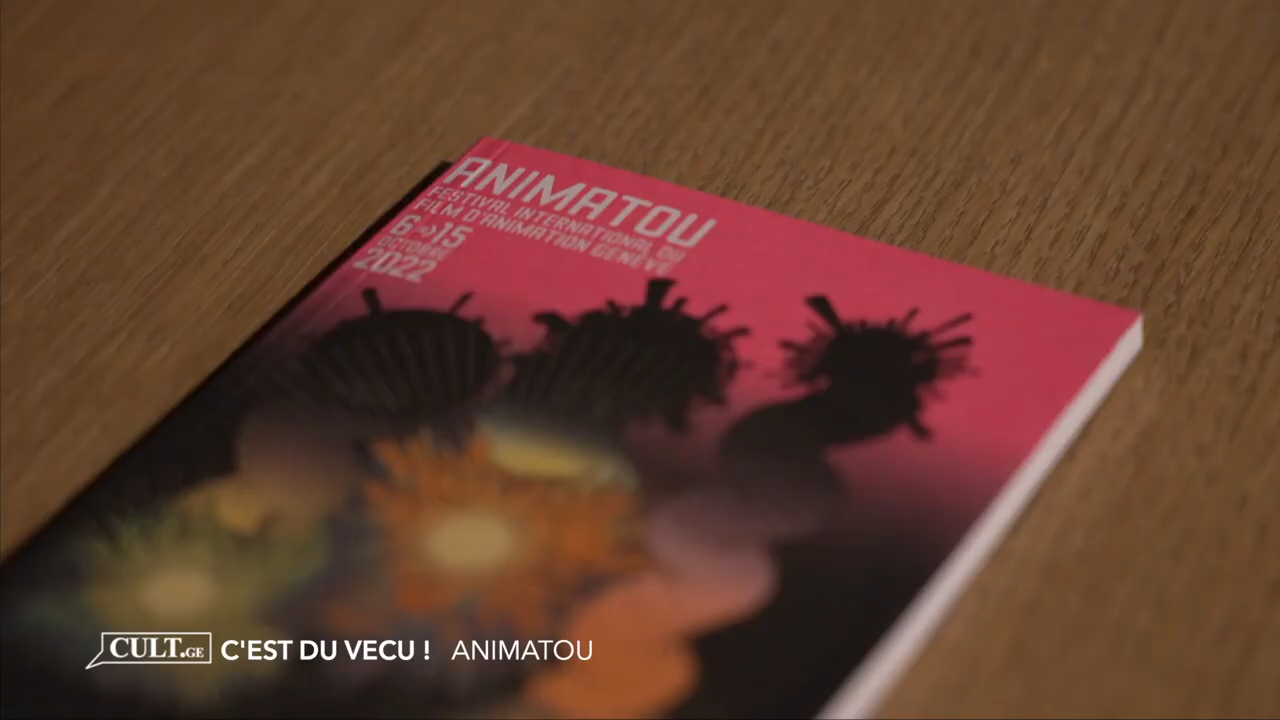 ANIMATOU
FESTIVAL INTERNATIONAL DU
FILM D'ANIMATION GENÈVE
6 ➔ 15
OCTOBRE
2022
CULT.GE C'EST DU VECU ! ANIMATOU